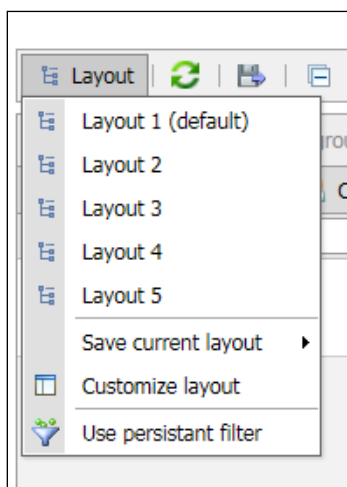 Layout
Layout 1 (default)
Layout 2
Layout 3
Layout 4
Layout 5
Save current layout
Customize layout
Use persistant filter